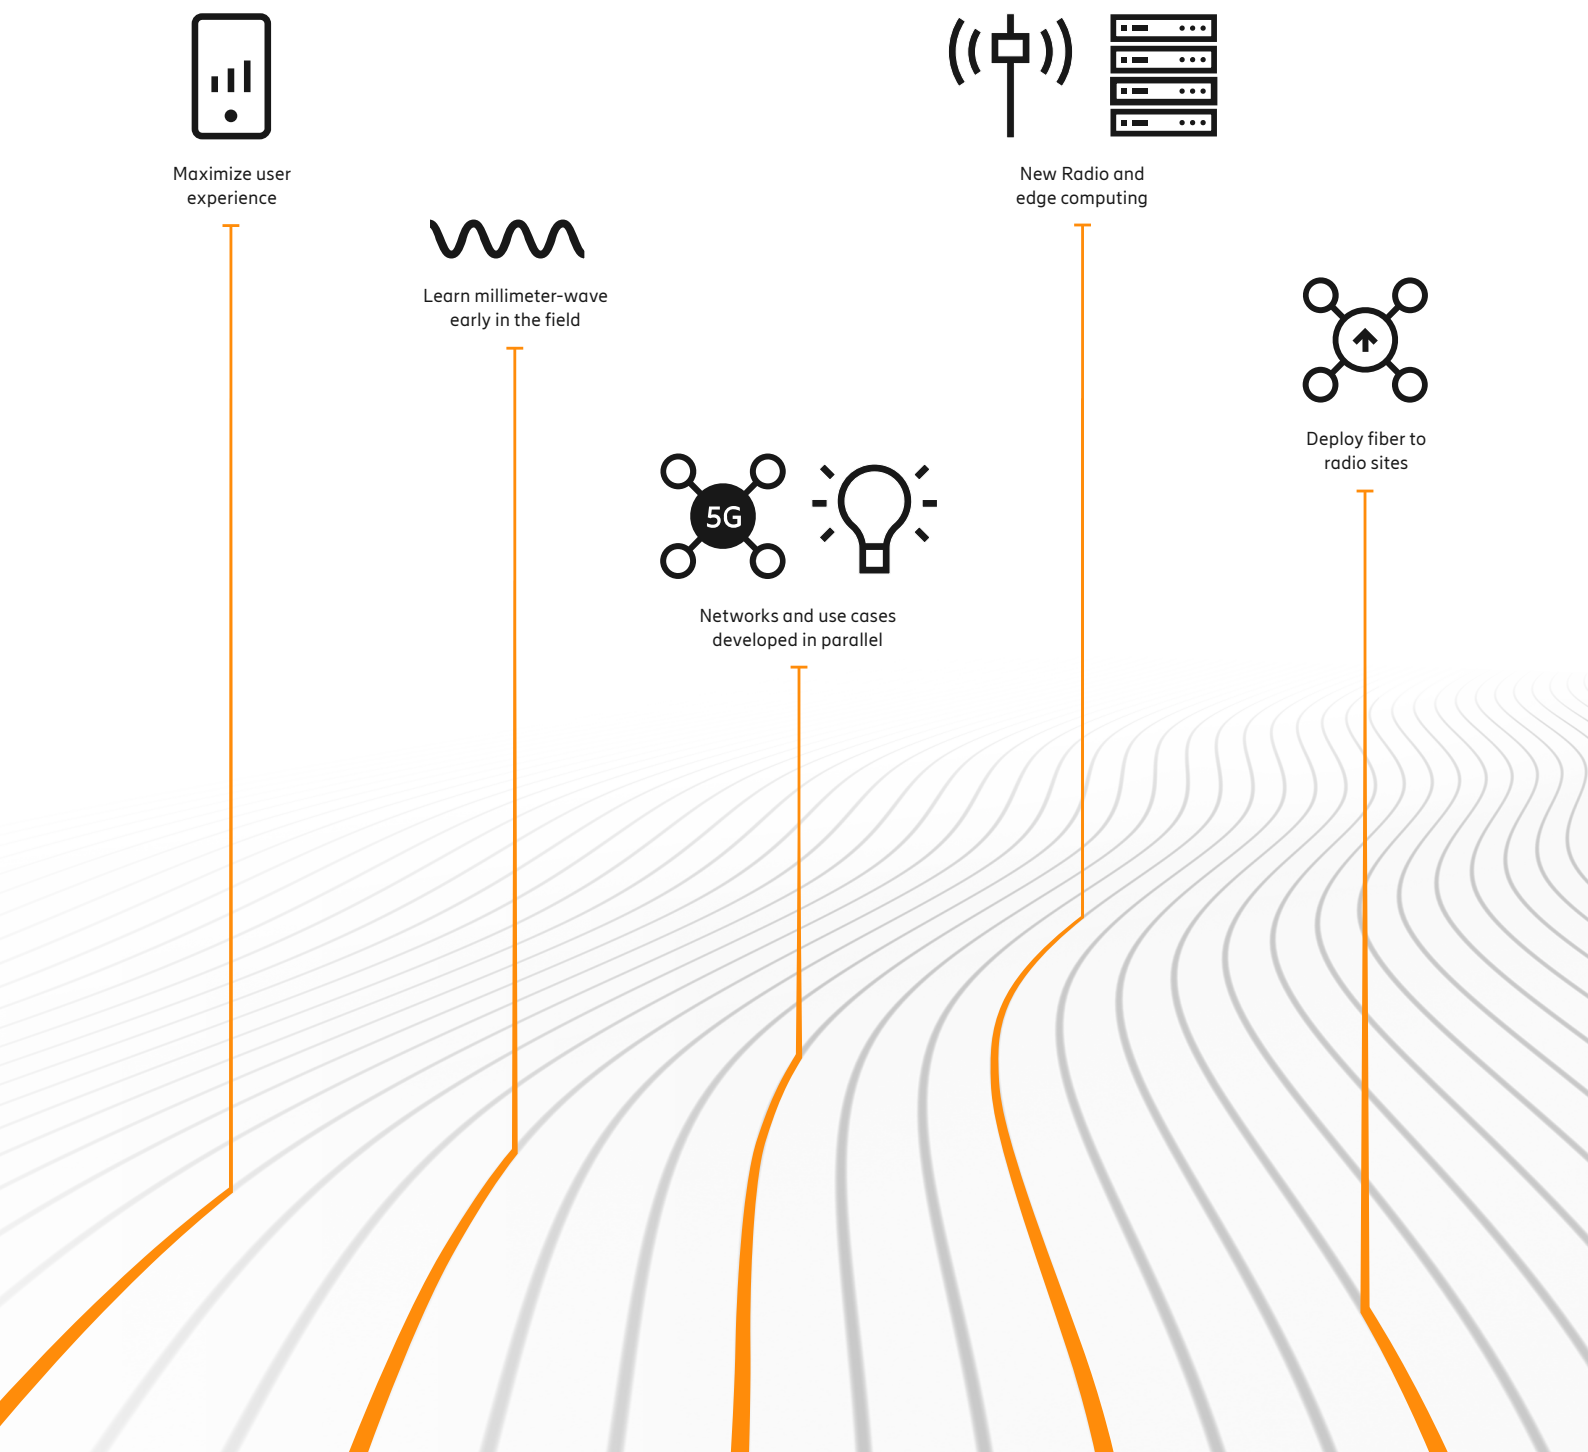 Maximize user
experience
Learn millimeter-wave
early in the field
5G
Networks and use cases
developed in parallel
New Radio and
edge computing
Deploy fiber to
radio sites